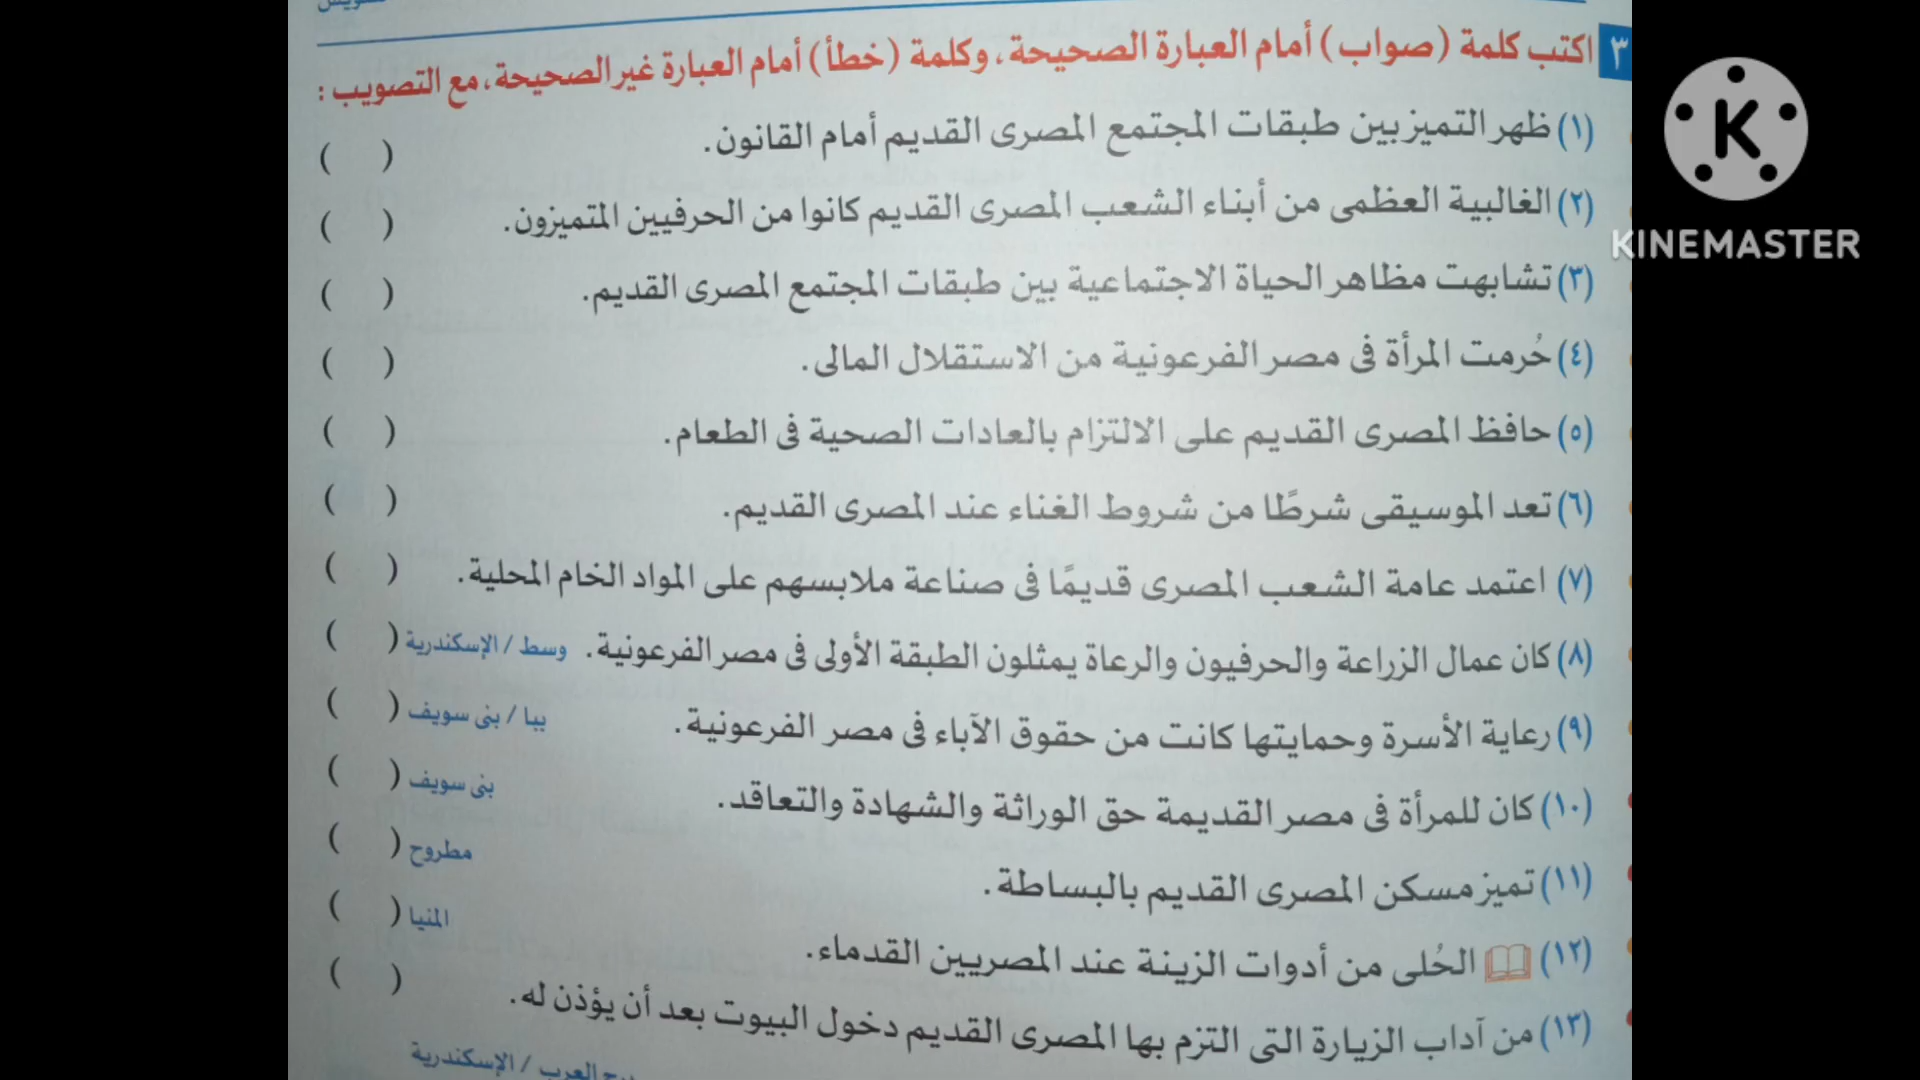 سويس
٣ اكتب كلمة (صواب) أمام العبارة الصحيحة، وكلمة (خطأ) أمام العبارة غير الصحيحة، مع التصويب :
(١) ظهر التميز بين طبقات المجتمع المصرى القديم أمام القانون. ( )
(٢) الغالبية العظمى من أبناء الشعب المصرى القديم كانوا من الحرفيين المتميزون. ( )
(٣) تشابهت مظاهر الحياة الاجتماعية بين طبقات المجتمع المصرى القديم. ( )
(٤) حُرمت المرأة فى مصر الفرعونية من الاستقلال المالى. ( )
(٥) حافظ المصرى القديم على الالتزام بالعادات الصحية فى الطعام. ( )
(٦) تعد الموسيقى شرطًا من شروط الغناء عند المصرى القديم. ( )
(٧) اعتمد عامة الشعب المصرى قديمًا فى صناعة ملابسهم على المواد الخام المحلية. ( )
(٨) كان عمال الزراعة والحرفيون والرعاة يمثلون الطبقة الأولى فى مصر الفرعونية. وسط / الإسكندرية ( )
(٩) رعاية الأسرة وحمايتها كانت من حقوق الآباء فى مصر الفرعونية. ببا / بنى سويف ( )
(١٠) كان للمرأة فى مصر القديمة حق الوراثة والشهادة والتعاقد. بنى سويف ( )
(١١) تميز مسكن المصرى القديم بالبساطة. مطروح ( )
(١٢) الحُلى من أدوات الزينة عند المصريين القدماء. المنيا ( )
(١٣) من آداب الزيارة التى التزم بها المصرى القديم دخول البيوت بعد أن يؤذن له. ( )
العرب / الإسكندرية
K
KINEMASTER